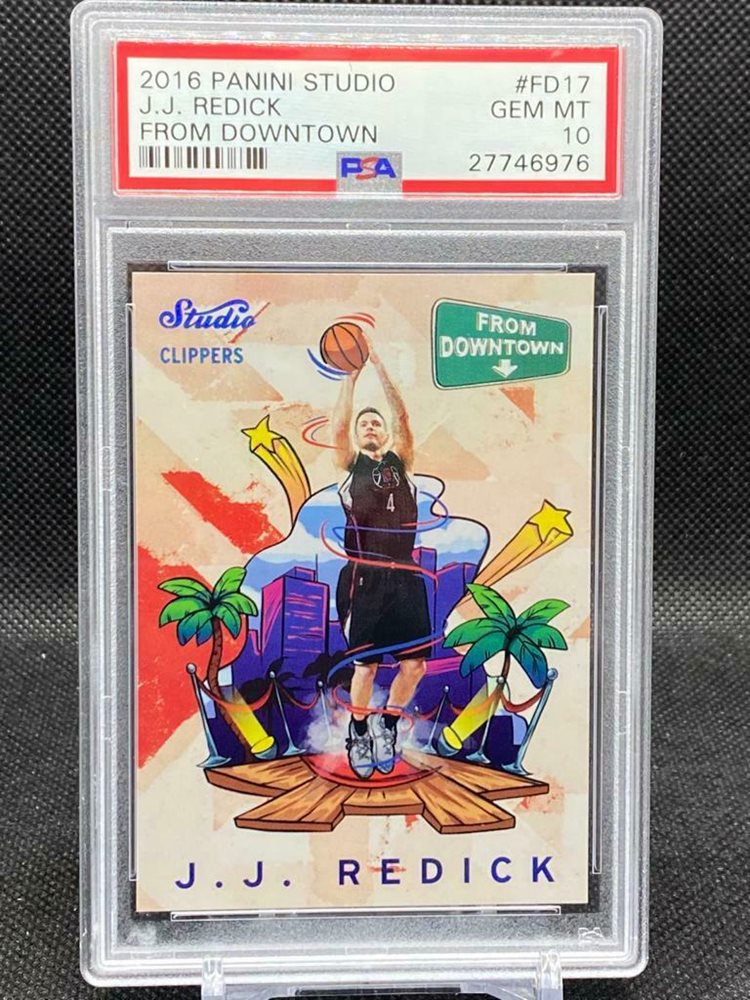 2016 PANINI STUDIO #FD17
J.J. REDICK GEM MT
FROM DOWNTOWN 10
PSA 27746976
Studio
CLIPPERS
FROM
DOWNTOWN
4
J.J. REDICK